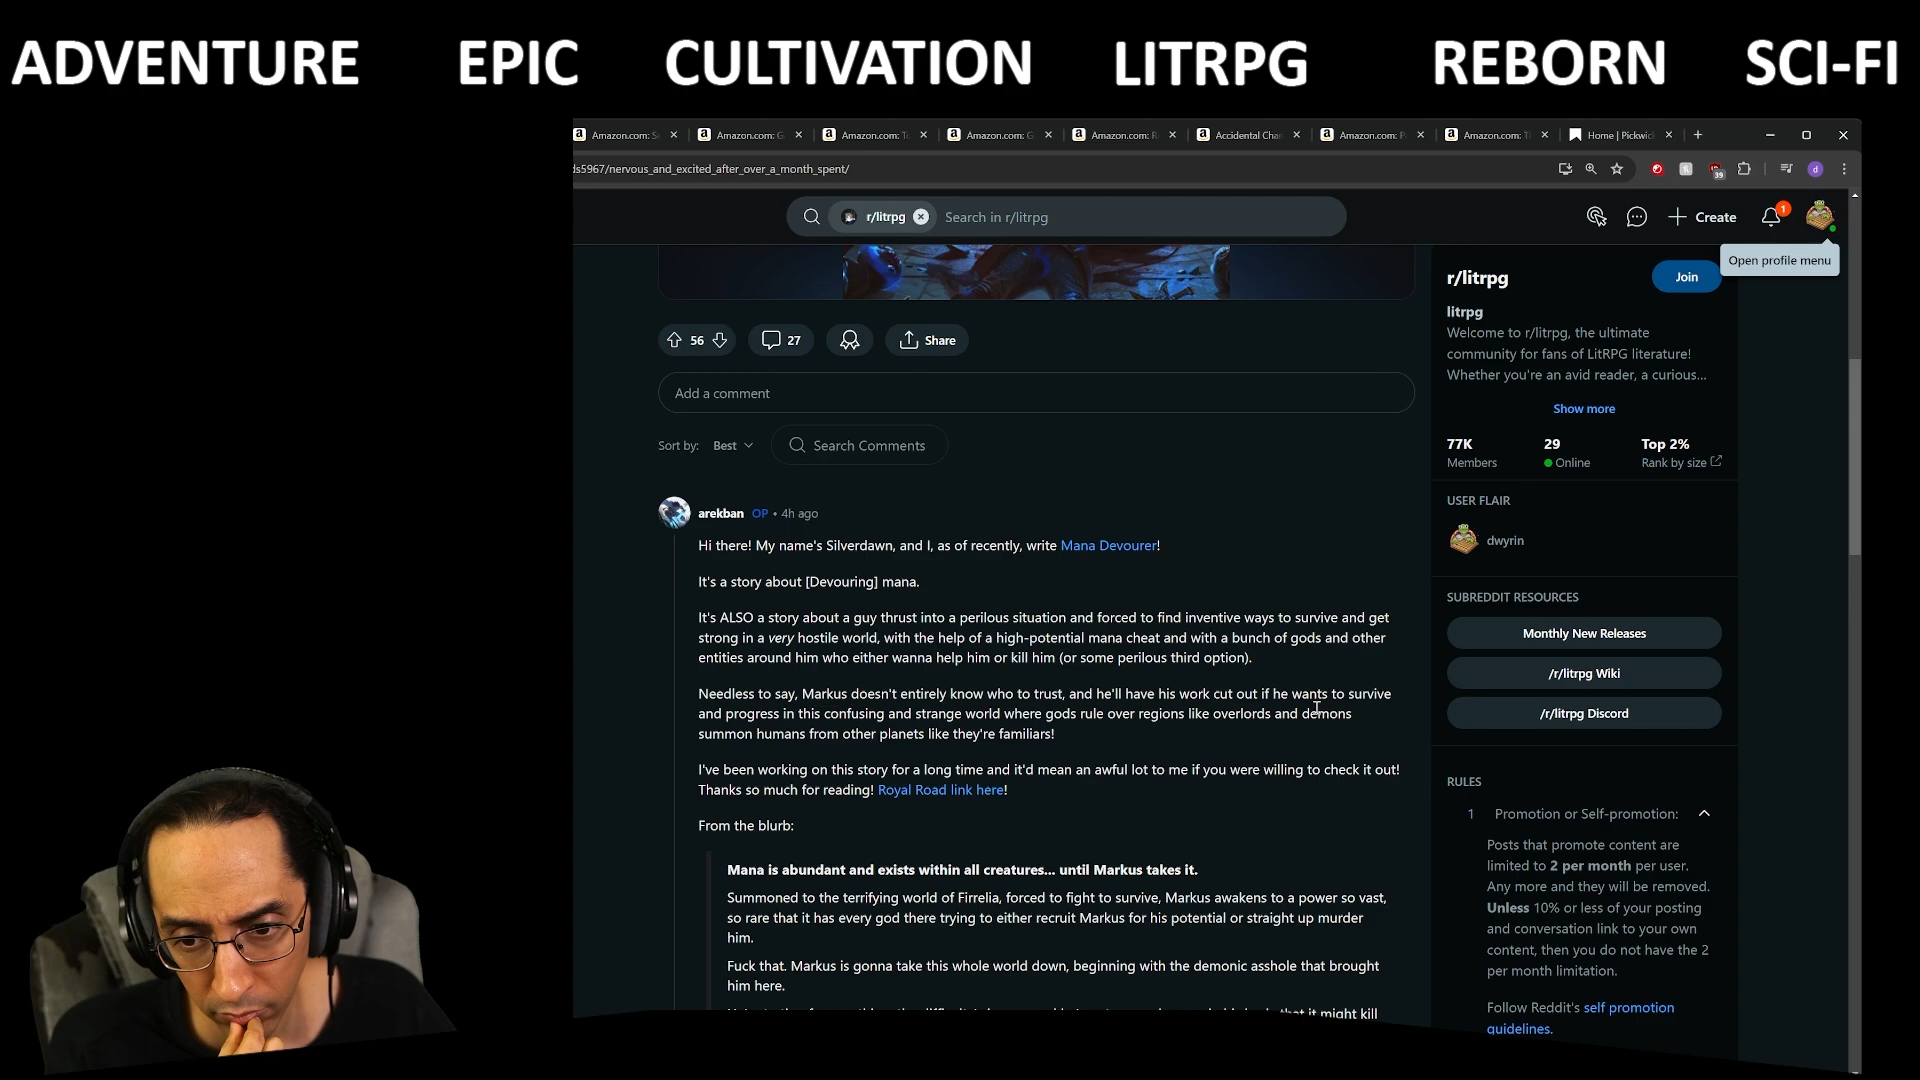 ADVENTURE EPIC CULTIVATION LITRPG REBORN SCI-FI
Amazon.com: Amazon.com: Amazon.com: Amazon.com: Amazon.com: Accidental Amazon.com: Amazon.com: Home | Pickwic
ds5967/nervous_and_excited_after_over_a_month_spent/
39
d
r/litrpg Search in r/litrpg
Create
1
Open profile menu
56 27 Share
Add a comment
Sort by: Best Search Comments
arekban OP • 4h ago
Hi there! My name's Silverdawn, and I, as of recently, write Mana Devourer!
It's a story about [Devouring] mana.
It's ALSO a story about a guy thrust into a perilous situation and forced to find inventive ways to survive and get
strong in a very hostile world, with the help of a high-potential mana cheat and with a bunch of gods and other
entities around him who either wanna help him or kill him (or some perilous third option).
Needless to say, Markus doesn't entirely know who to trust, and he'll have his work cut out if he wants to survive
and progress in this confusing and strange world where gods rule over regions like overlords and demons
summon humans from other planets like they're familiars!
I've been working on this story for a long time and it'd mean an awful lot to me if you were willing to check it out!
Thanks so much for reading! Royal Road link here!
From the blurb:
Mana is abundant and exists within all creatures... until Markus takes it.
Summoned to the terrifying world of Firrelia, forced to fight to survive, Markus awakens to a power so vast,
so rare that it has every god there trying to either recruit Markus for his potential or straight up murder
him.
Fuck that. Markus is gonna take this whole world down, beginning with the demonic asshole that brought
him here.
that it might kill
r/litrpg
Join
litrpg
Welcome to r/litrpg, the ultimate
community for fans of LitRPG literature!
Whether you're an avid reader, a curious...
Show more
77K 29 Top 2%
Members Online Rank by size
USER FLAIR
dwyrin
SUBREDDIT RESOURCES
Monthly New Releases
/r/litrpg Wiki
/r/litrpg Discord
RULES
1 Promotion or Self-promotion:
Posts that promote content are
limited to 2 per month per user.
Any more and they will be removed.
Unless 10% or less of your posting
and conversation link to your own
content, then you do not have the 2
per month limitation.
Follow Reddit's self promotion
guidelines.